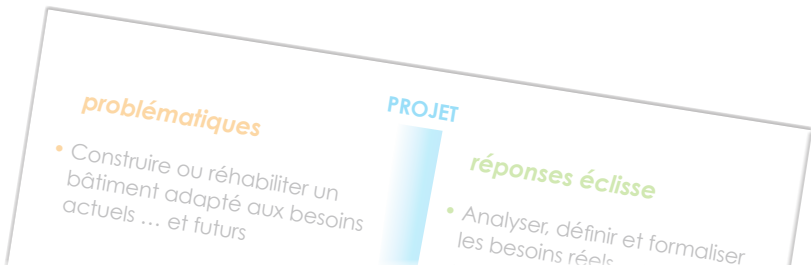 PROJET
problématiques
• Construire ou réhabiliter un
bâtiment adapté aux besoins
actuels … et futurs
réponses éclisse
• Analyser, définir et formaliser
les besoins réels